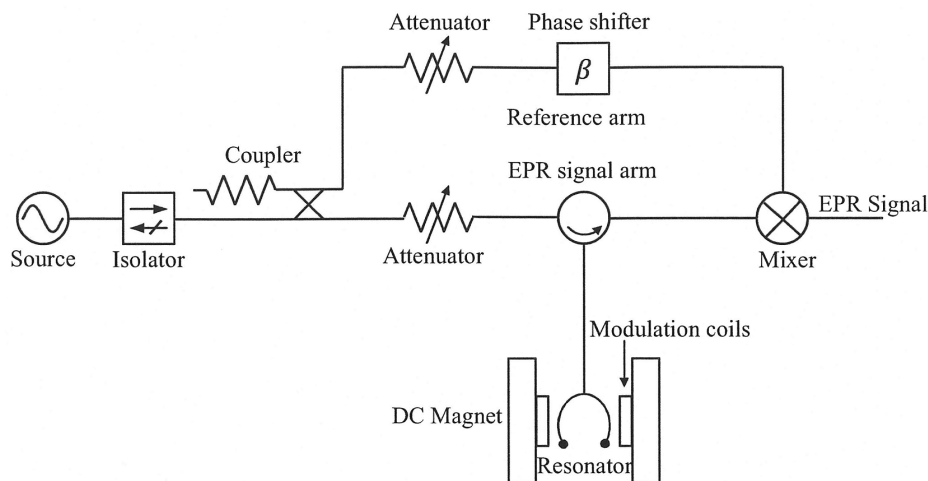 Attenuator
Phase shifter
β
Reference arm
Coupler
EPR signal arm
EPR Signal
Source
Isolator
Attenuator
Mixer
Modulation coils
DC Magnet
Resonator